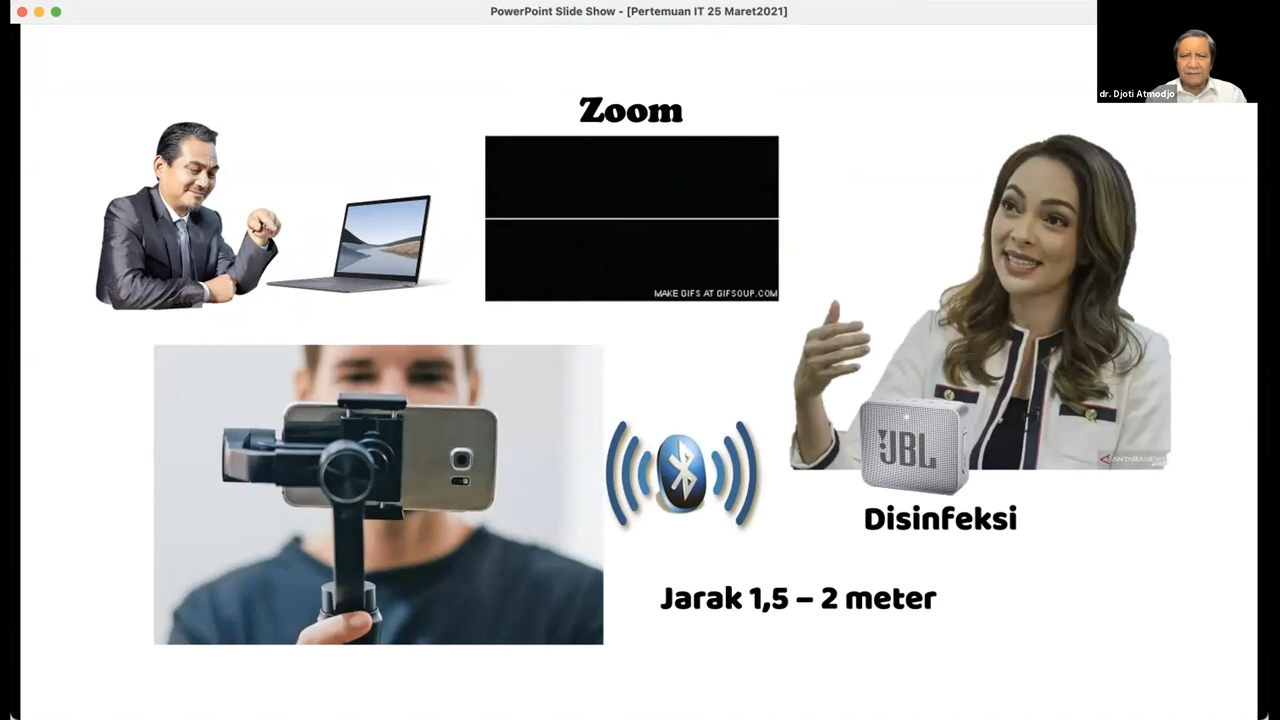 PowerPoint Slide Show - [Pertemuan IT 25 Maret2021]
dr. Djoti Atmodjo
Zoom
MAKE GIFS AT GIFSOUP.COM
JBL
ANTARANEWS
Disinfeksi
Jarak 1,5 – 2 meter